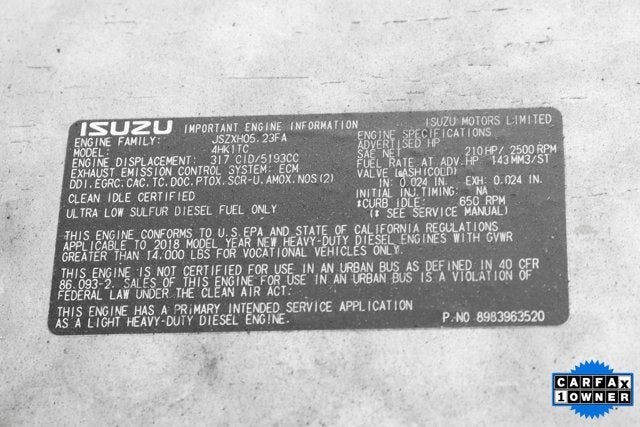 ISUZU IMPORTANT ENGINE INFORMATION ISUZU MOTORS LIMITED
ENGINE FAMILY: JSZXH05.23FA
4HK1TC
ENGINE DISPLACEMENT: 317 CID/5193CC
EXHAUST EMISSION CONTROL SYSTEM: ECM
DDI.EGRC.CAC.TC.DOC.PTOX.SCR-U.AMOX.NOS(2)
CLEAN IDLE CERTIFIED
ULTRA LOW SULFUR DIESEL FUEL ONLY
ENGINE SPECIFICATIONS
ADVERTISED HP
SAE NET 210HP/ 2500 RPM
FUEL RATE AT ADV.HP 143 MM3/ST
VALVE LASH(COLD)
IN: 0.024 IN EXH: 0.024 IN.
INITIAL INJ.TIMING: NA
*CURB IDLE: 650 RPM
(* SEE SERVICE MANUAL)
THIS ENGINE CONFORMS TO U.S.EPA AND STATE OF CALIFORNIA REGULATIONS
APPLICABLE TO 2018 MODEL YEAR NEW HEAVY-DUTY DIESEL ENGINES WITH GVWR
GREATER THAN 14,000 LBS FOR VOCATIONAL VEHICLES ONLY.
THIS ENGINE IS NOT CERTIFIED FOR USE IN AN URBAN BUS AS DEFINED IN 40 CFR
86.093-2. SALES OF THIS ENGINE FOR USE IN AN URBAN BUS IS A VIOLATION OF
FEDERAL LAW UNDER THE CLEAN AIR ACT.
THIS ENGINE HAS A PRIMARY INTENDED SERVICE APPLICATION
AS A LIGHT HEAVY-DUTY DIESEL ENGINE.
P.NO 8983963520
CARFAX
1 OWNER